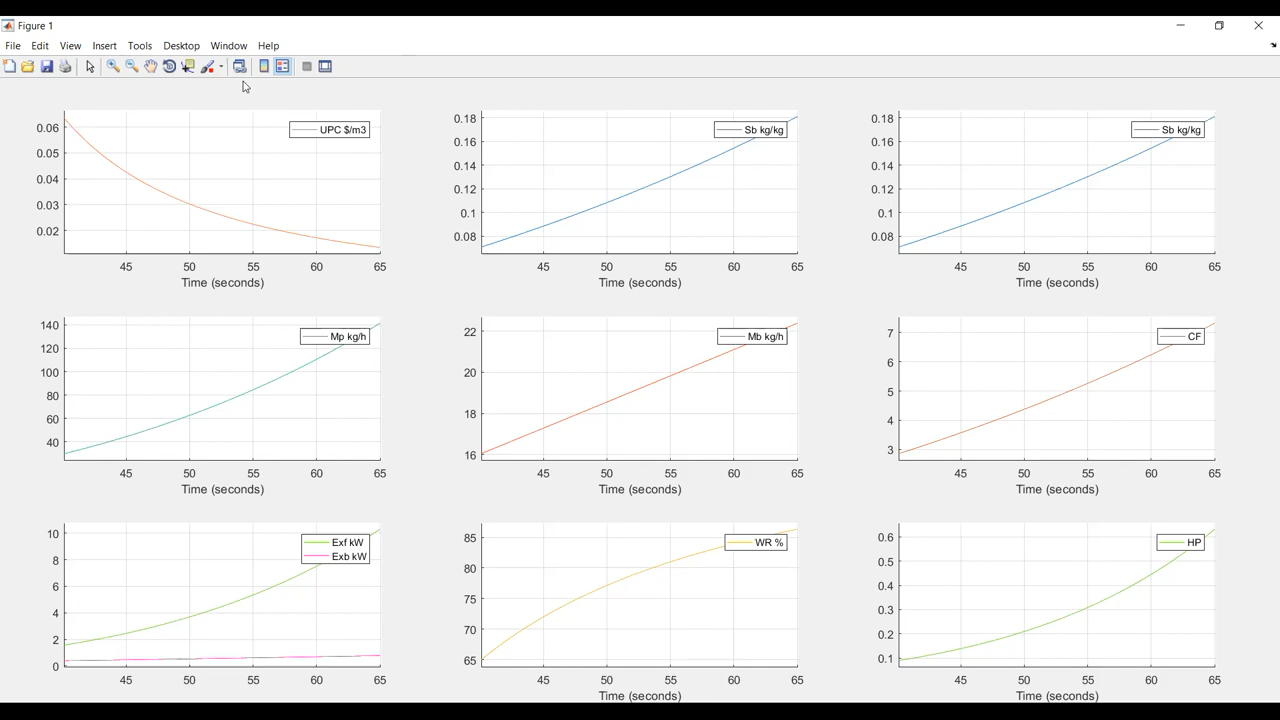 Figure 1
File Edit View Insert Tools Desktop Window Help
UPC $/m3
0.06
0.05
0.04
0.03
0.02
45 50 55 60 65
Time (seconds)
Sb kg/kg
0.18
0.16
0.14
0.12
0.1
0.08
45 50 55 60 65
Time (seconds)
Sb kg/kg
0.18
0.16
0.14
0.12
0.1
0.08
45 50 55 60 65
Time (seconds)
Mp kg/h
140
120
100
80
60
40
45 50 55 60 65
Time (seconds)
Mb kg/h
22
20
18
16
45 50 55 60 65
Time (seconds)
CF
7
6
5
4
3
45 50 55 60 65
Time (seconds)
Exf kW
Exb kW
10
8
6
4
2
0
45 50 55 60 65
WR %
85
80
75
70
65
45 50 55 60 65
Time (seconds)
HP
0.6
0.5
0.4
0.3
0.2
0.1
45 50 55 60 65
Time (seconds)